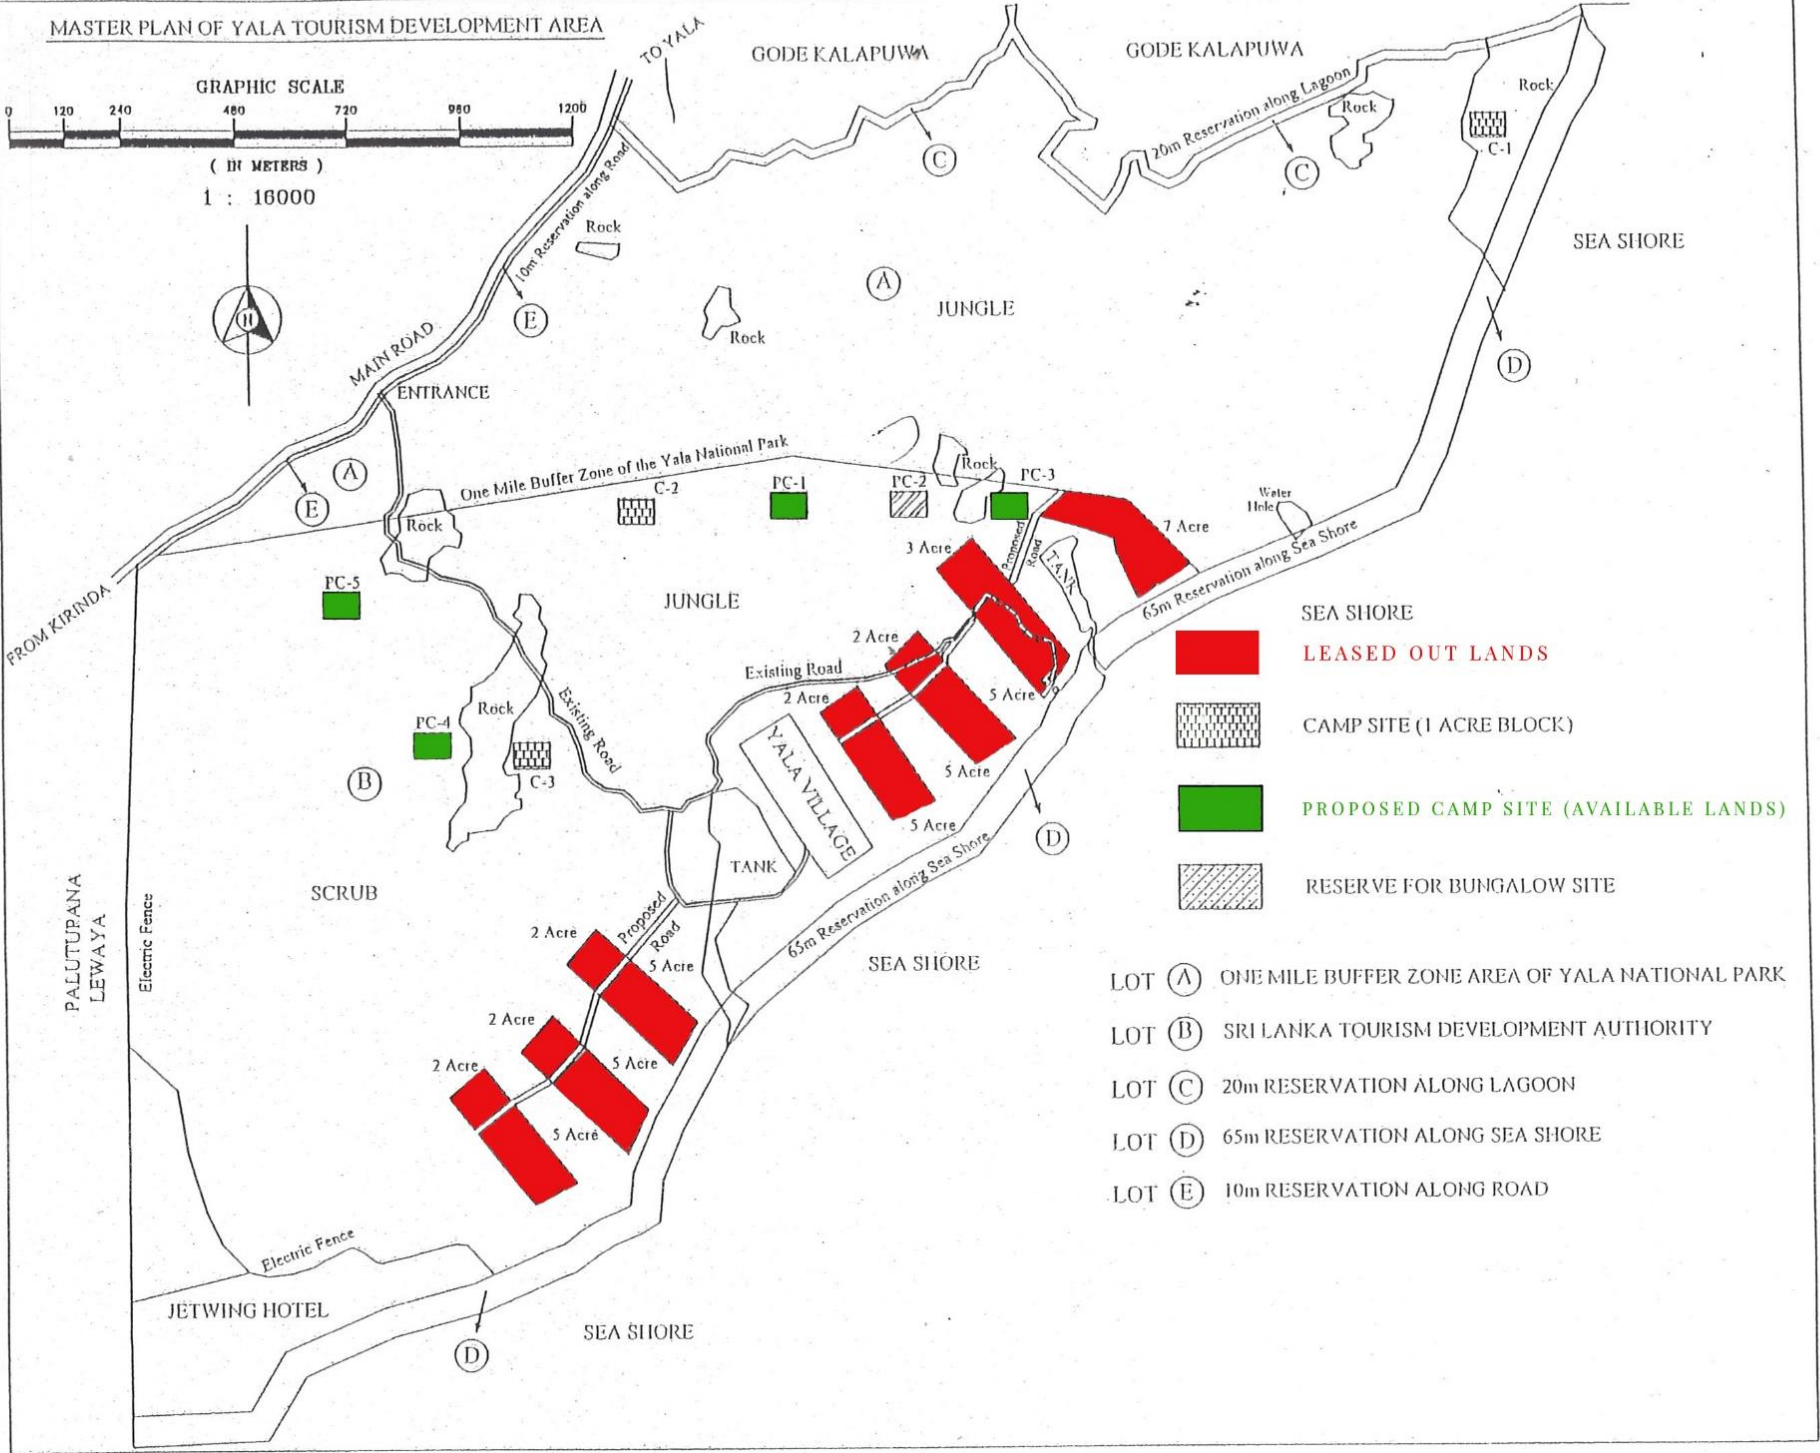 MASTER PLAN OF YALA TOURISM DEVELOPMENT AREA
GRAPHIC SCALE
0 120 240 480 720 960 1200
( IN METERS )
1 : 16000
N
TO YALA
GODE KALAPUWA
GODE KALAPUWA
20m Reservation along Lagoon
Rock
Rock
C-1
C
C
10m Reservation along Road
Rock
E
A
JUNGLE
Rock
SEA SHORE
D
MAIN ROAD
ENTRANCE
A
E
One Mile Buffer Zone of the Yala National Park
Rock
C-2
PC-1
PC-2
Rock
PC-3
Water
Hole
7 Acre
3 Acre
Proposed
Road
TANK
65m Reservation along Sea Shore
FROM KIRINDA
PC-5
JUNGLE
2 Acre
Existing Road
2 Acre
5 Acre
5 Acre
5 Acre
Rock
Existing Road
PC-4
C-3
B
YALA VILLAGE
TANK
D
65m Reservation along Sea Shore
SEA SHORE
SCRUB
PALUTUPANA
LEWAYA
Electric Fence
Proposed
Road
2 Acre
5 Acre
2 Acre
5 Acre
2 Acre
5 Acre
Electric Fence
JETWING HOTEL
D
SEA SHORE
SEA SHORE
LEASED OUT LANDS
CAMP SITE (1 ACRE BLOCK)
PROPOSED CAMP SITE (AVAILABLE LANDS)
RESERVE FOR BUNGALOW SITE
LOT A ONE MILE BUFFER ZONE AREA OF YALA NATIONAL PARK
LOT B SRI LANKA TOURISM DEVELOPMENT AUTHORITY
LOT C 20m RESERVATION ALONG LAGOON
LOT D 65m RESERVATION ALONG SEA SHORE
LOT E 10m RESERVATION ALONG ROAD